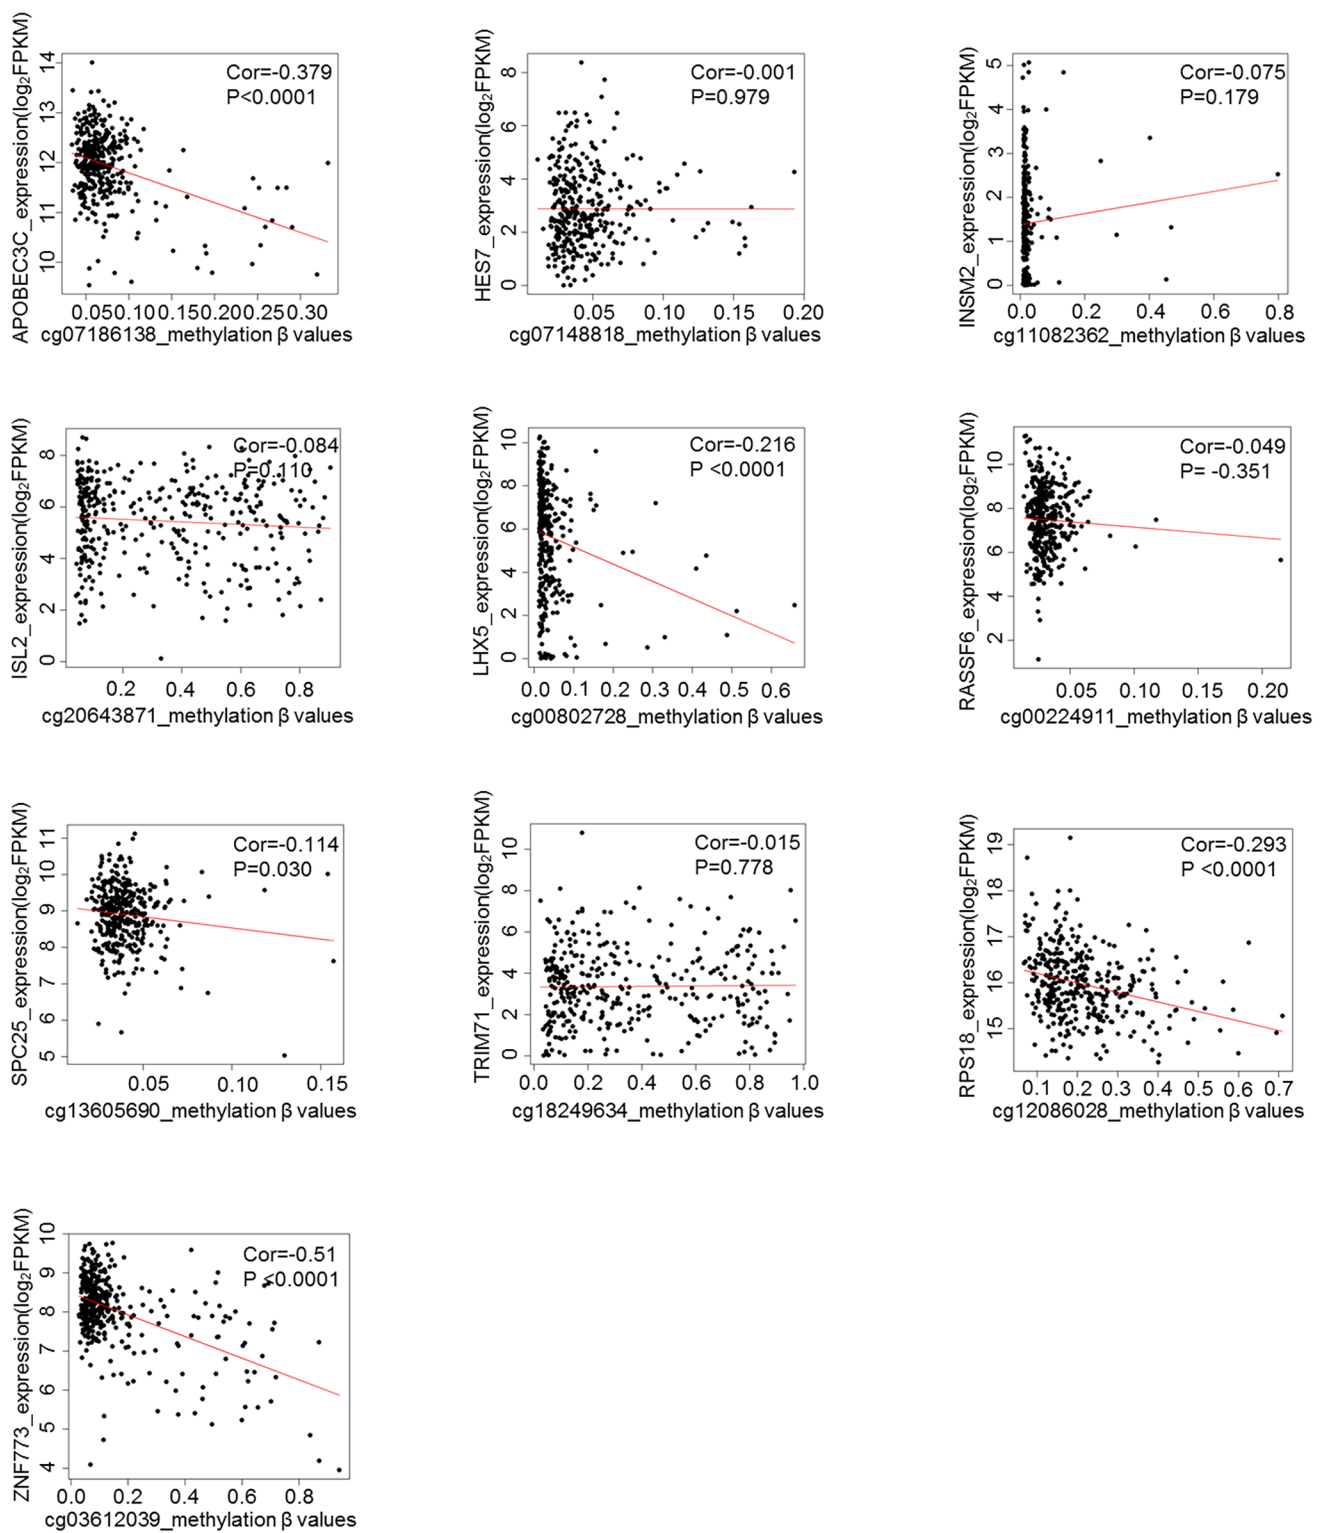 APOBEC3C_expression(log₂FPKM)
14
13
12
11
10
Cor=-0.379
P<0.0001
0.05 0.10 0.15 0.20 0.25 0.30
cg07186138_methylation β values
HES7_expression(log₂FPKM)
8
6
4
2
0
Cor=-0.001
P=0.979
0.05 0.10 0.15 0.20
cg07148818_methylation β values
INSM2_expression(log₂FPKM)
5
4
3
2
1
0
Cor=-0.075
P=0.179
0.0 0.2 0.4 0.6 0.8
cg11082362_methylation β values
ISL2_expression(log₂FPKM)
8
6
4
2
0
Cor=-0.084
P=0.110
0.2 0.4 0.6 0.8
cg20643871_methylation β values
LHX5_expression(log₂FPKM)
10
8
6
4
2
0
Cor=-0.216
P <0.0001
0.0 0.1 0.2 0.3 0.4 0.5 0.6
cg00802728_methylation β values
RASSF6_expression(log₂FPKM)
10
8
6
4
2
Cor=-0.049
P= -0.351
0.05 0.10 0.15 0.20
cg00224911_methylation β values
SPC25_expression(log₂FPKM)
11
10
9
8
7
6
5
Cor=-0.114
P=0.030
0.05 0.10 0.15
cg13605690_methylation β values
TRIM71_expression(log₂FPKM)
10
8
6
4
2
0
Cor=-0.015
P=0.778
0.0 0.2 0.4 0.6 0.8 1.0
cg18249634_methylation β values
RPS18_expression(log₂FPKM)
19
18
17
16
15
Cor=-0.293
P <0.0001
0.1 0.2 0.3 0.4 0.5 0.6 0.7
cg12086028_methylation β values
ZNF773_expression(log₂FPKM)
10
9
8
7
6
5
4
Cor=-0.51
P <0.0001
0.0 0.2 0.4 0.6 0.8
cg03612039_methylation β values